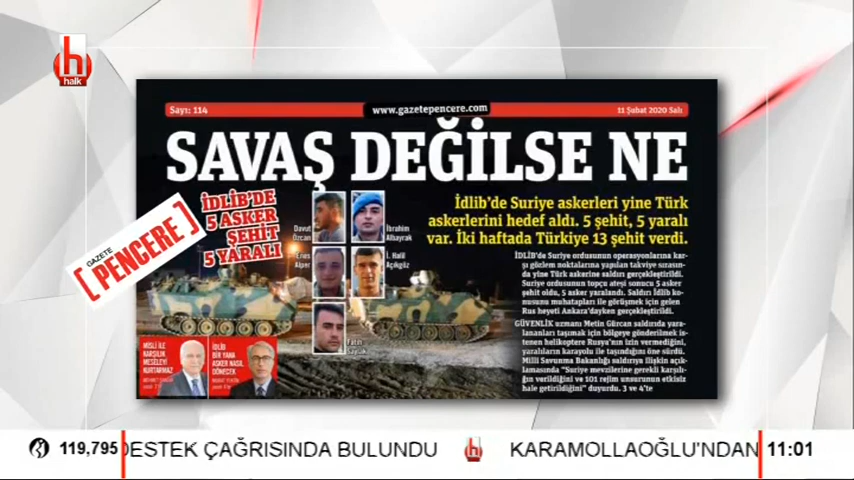 h
halk
Sayı: 114
www.gazetepencere.com
11 Şubat 2020 Salı
SAVAŞ DEĞİLSE NE
İDLİB'DE
5 ASKER
ŞEHİT
5 YARALI
GAZETE
[PENCERE]
Davut
Özcan
İbrahim
Albayrak
Enes
Alper
İ. Halil
Açıkgöz
Fatih
İdlib'de Suriye askerleri yine Türk
askerlerini hedef aldı. 5 şehit, 5 yaralı
var. İki haftada Türkiye 13 şehit verdi.
İDLİB'de Suriye ordusunun operasyonlarına kar-
şı gözlem noktalarına yapılan takviye sırasın-
da yine Türk askerine saldırı gerçekleştirildi.
Suriye ordusunun topçu ateşi sonucu 5 asker
şehit oldu, 5 asker yaralandı. Saldırı İdlib ko-
nusunu muhatapları ile görüşmek için gelen
Rus heyeti Ankara'dayken gerçekleştirildi.
GÜVENLİK uzmanı Metin Gürcan saldırıda yara-
lananları taşımak için bölgeye gönderilmek is-
tenen helikoptere Rusya'nın izin vermediğini,
yaralıların karayolu ile taşındığını öne sürdü.
Milli Savunma Bakanlığı saldırıya ilişkin açık-
lamasında "Suriye mevzilerine gerekli karşılı-
ğın verildiğini ve 101 rejim unsurunun etkisiz
hale getirildiğini" duyurdu. 3 ve 4'te
MİSLİ İLE
KARŞILIK
MESELEYİ
KURTARMAZ
İDLİB
BİR YANA
ASKER NASIL
DÖNECEK
119,795
DESTEK ÇAĞRISINDA BULUNDU
h
halk
KARAMOLLAOĞLU'NDAN
11:01